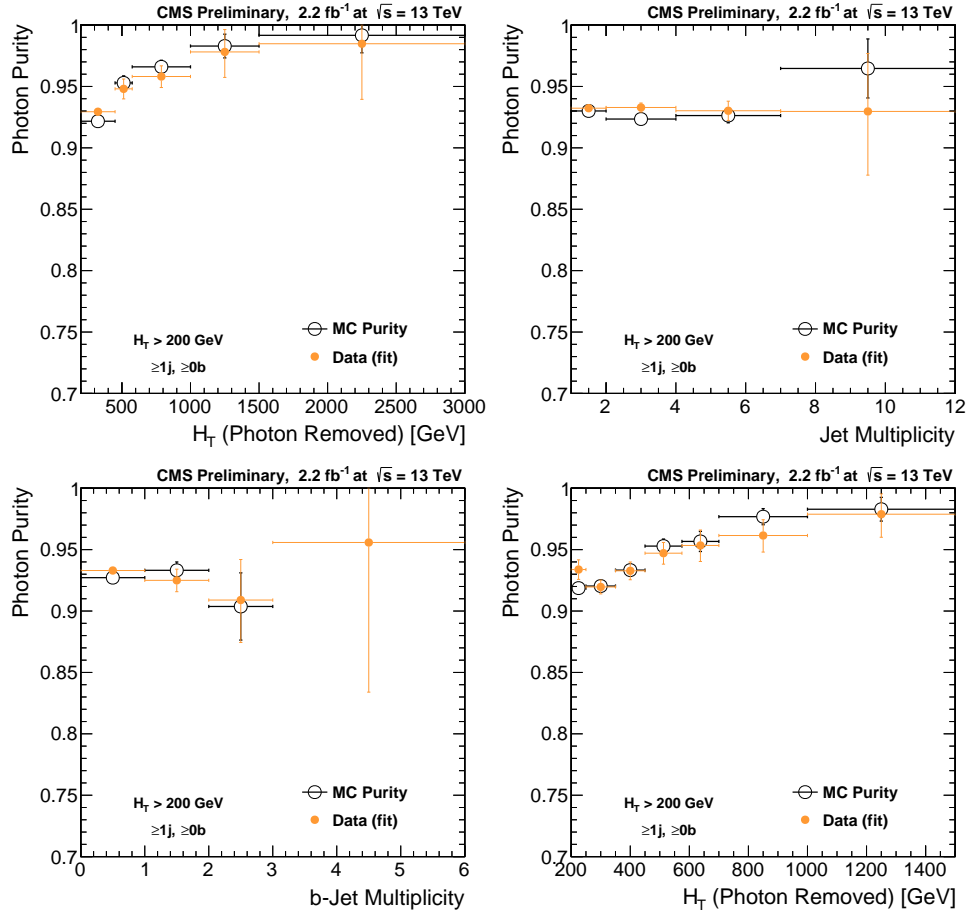 CMS Preliminary, 2.2 fb⁻¹ at √s = 13 TeV
Photon Purity
1
0.95
0.9
0.85
0.8
0.75
0.7
H_T > 200 GeV
≥1j, ≥0b
MC Purity
Data (fit)
500 1000 1500 2000 2500 3000
H_T (Photon Removed) [GeV]
CMS Preliminary, 2.2 fb⁻¹ at √s = 13 TeV
Photon Purity
1
0.95
0.9
0.85
0.8
0.75
0.7
H_T > 200 GeV
≥1j, ≥0b
MC Purity
Data (fit)
2 4 6 8 10 12
Jet Multiplicity
CMS Preliminary, 2.2 fb⁻¹ at √s = 13 TeV
Photon Purity
1
0.95
0.9
0.85
0.8
0.75
0.7
H_T > 200 GeV
≥1j, ≥0b
MC Purity
Data (fit)
0 1 2 3 4 5 6
b-Jet Multiplicity
CMS Preliminary, 2.2 fb⁻¹ at √s = 13 TeV
Photon Purity
1
0.95
0.9
0.85
0.8
0.75
0.7
H_T > 200 GeV
≥1j, ≥0b
MC Purity
Data (fit)
200 400 600 800 1000 1200 1400
H_T (Photon Removed) [GeV]